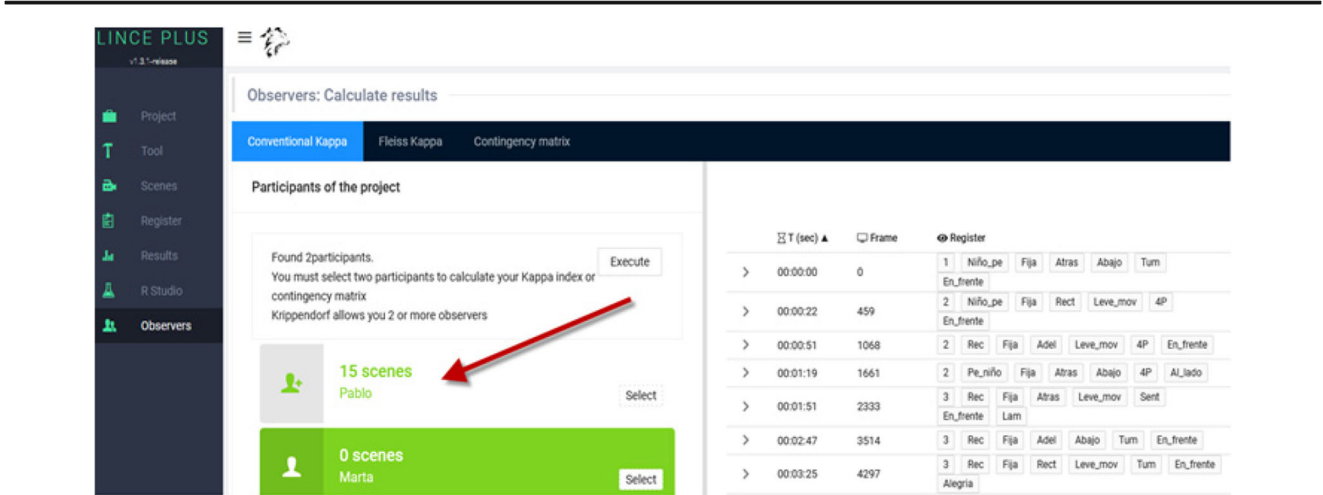 LINCE PLUS
v1.3.1-release
Project
Tool
Scenes
Register
Results
R Studio
Observers
Observers: Calculate results
Conventional Kappa Fleiss Kappa Contingency matrix
Participants of the project
Found 2participants.
You must select two participants to calculate your Kappa index or
contingency matrix
Krippendorf allows you 2 or more observers
Execute
15 scenes
Pablo
Select
0 scenes
Marta
Select
T (sec) ▲ Frame Register
00:00:00 0 1 Niño_pe Fija Atras Abajo Tum
En_frente
00:00:22 459 2 Niño_pe Fija Rect Leve_mov 4P
En_frente
00:00:51 1068 2 Rec Fija Adel Leve_mov 4P En_frente
00:01:19 1661 2 Pe_niño Fija Atras Abajo 4P Al_lado
00:01:51 2333 3 Rec Fija Atras Leve_mov Sent
En_frente Lam
00:02:47 3514 3 Rec Fija Adel Abajo Tum En_frente
00:03:25 4297 3 Rec Fija Rect Leve_mov Tum En_frente
Alegria